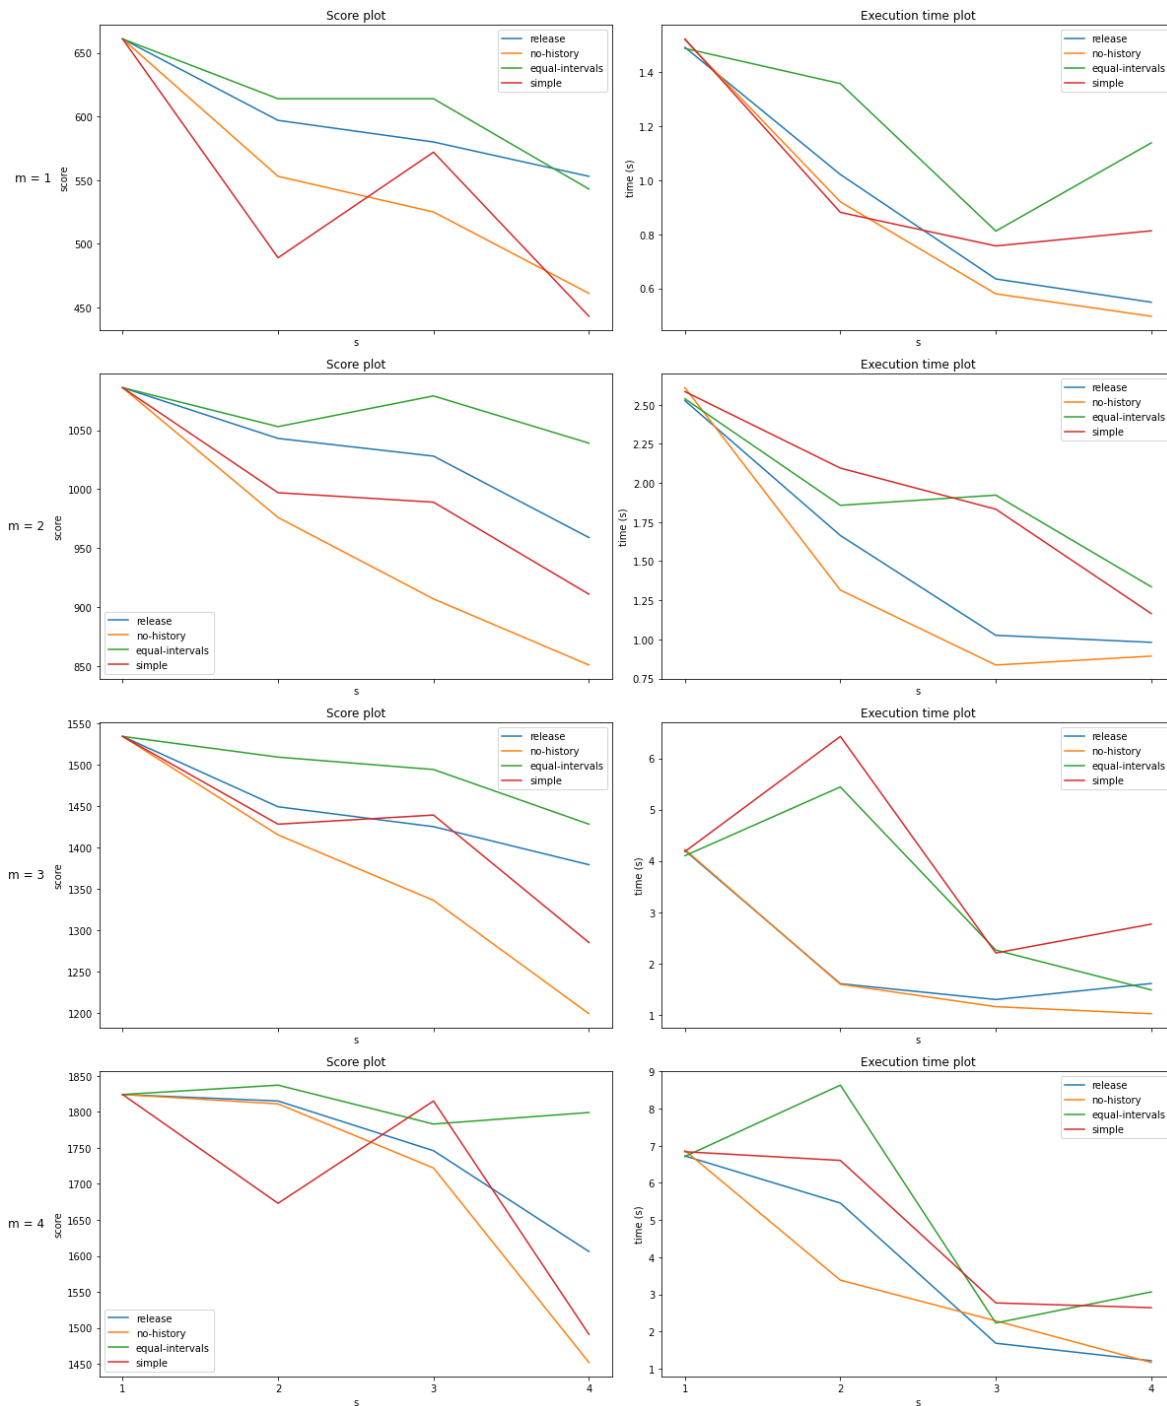 Score plot
650
600
550
500
450
m = 1
score
s
release
no-history
equal-intervals
simple
Execution time plot
1.4
1.2
1.0
0.8
0.6
time (s)
s
release
no-history
equal-intervals
simple
Score plot
1050
1000
950
900
850
m = 2
score
s
release
no-history
equal-intervals
simple
Execution time plot
2.50
2.25
2.00
1.75
1.50
1.25
1.00
0.75
time (s)
s
release
no-history
equal-intervals
simple
Score plot
1550
1500
1450
1400
1350
1300
1250
1200
m = 3
score
s
release
no-history
equal-intervals
simple
Execution time plot
6
5
4
3
2
1
time (s)
s
release
no-history
equal-intervals
simple
Score plot
1850
1800
1750
1700
1650
1600
1550
1500
1450
m = 4
score
1 2 3 4
s
release
no-history
equal-intervals
simple
Execution time plot
9
8
7
6
5
4
3
2
1
time (s)
1 2 3 4
s
release
no-history
equal-intervals
simple